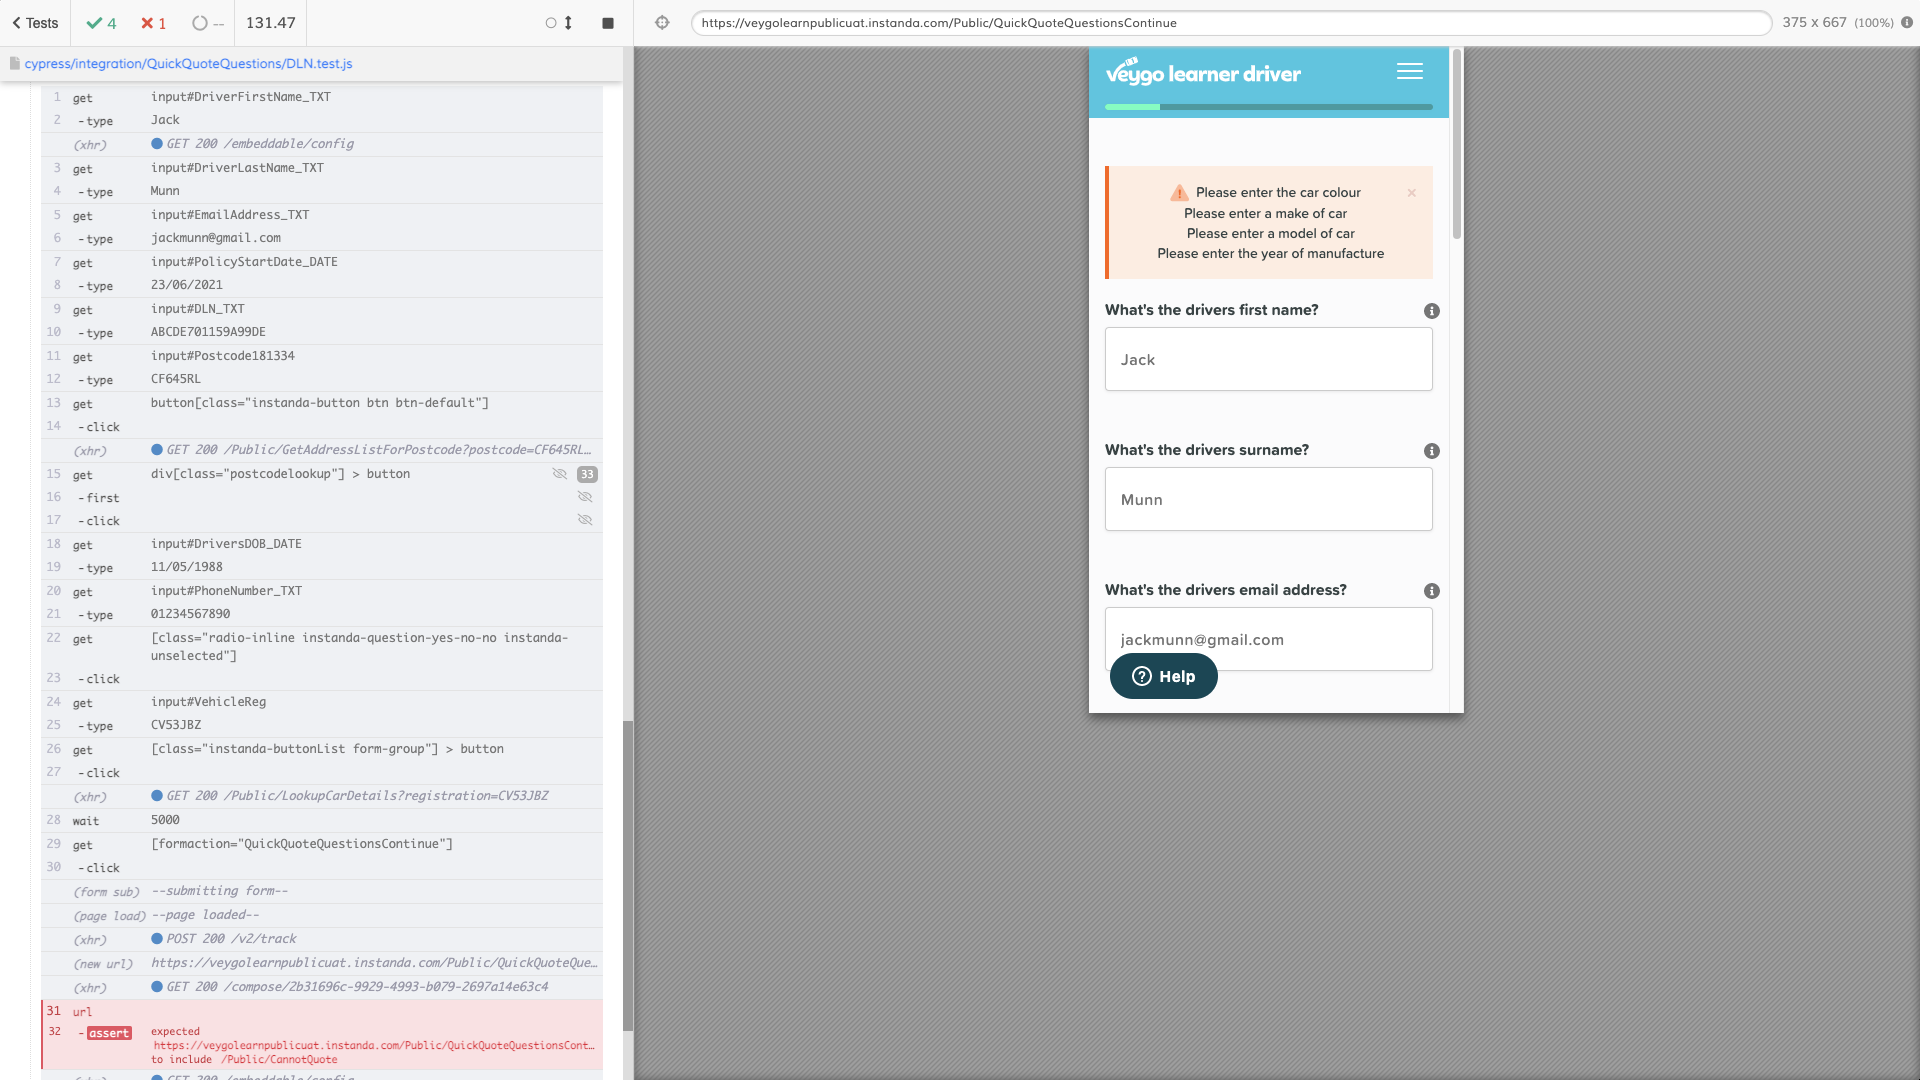 Tests
4
1
--
131.47
https://veygolearnpublicuat.instanda.com/Public/QuickQuoteQuestionsContinue
375 x 667 (100%)
cypress/integration/QuickQuoteQuestions/DLN.test.js
1 get input#DriverFirstName_TXT
2 -type Jack
(xhr) GET 200 /embeddable/config
3 get input#DriverLastName_TXT
4 -type Munn
5 get input#EmailAddress_TXT
6 -type jackmunn@gmail.com
7 get input#PolicyStartDate_DATE
8 -type 23/06/2021
9 get input#DLN_TXT
10 -type ABCDE701159A99DE
11 get input#Postcode181334
12 -type CF645RL
13 get button[class="instanda-button btn btn-default"]
14 -click
(xhr) GET 200 /Public/GetAddressListForPostcode?postcode=CF645RL…
15 get div[class="postcodelookup"] > button 33
16 -first
17 -click
18 get input#DriversDOB_DATE
19 -type 11/05/1988
20 get input#PhoneNumber_TXT
21 -type 01234567890
22 get [class="radio-inline instanda-question-yes-no-no instanda-
unselected"]
23 -click
24 get input#VehicleReg
25 -type CV53JBZ
26 get [class="instanda-buttonList form-group"] > button
27 -click
(xhr) GET 200 /Public/LookupCarDetails?registration=CV53JBZ
28 wait 5000
29 get [formaction="QuickQuoteQuestionsContinue"]
30 -click
(form sub) --submitting form--
(page load) --page loaded--
(xhr) POST 200 /v2/track
(new url) https://veygolearnpublicuat.instanda.com/Public/QuickQuoteQue…
(xhr) GET 200 /compose/2b31696c-9929-4993-b079-2697a14e63c4
31 url
32 -assert expected
https://veygolearnpublicuat.instanda.com/Public/QuickQuoteQuestionsCont…
to include /Public/CannotQuote
(xhr) GET 200 /embeddable/config
veygo learner driver
Please enter the car colour ×
Please enter a make of car
Please enter a model of car
Please enter the year of manufacture
What's the drivers first name?
Jack
What's the drivers surname?
Munn
What's the drivers email address?
jackmunn@gmail.com
Help